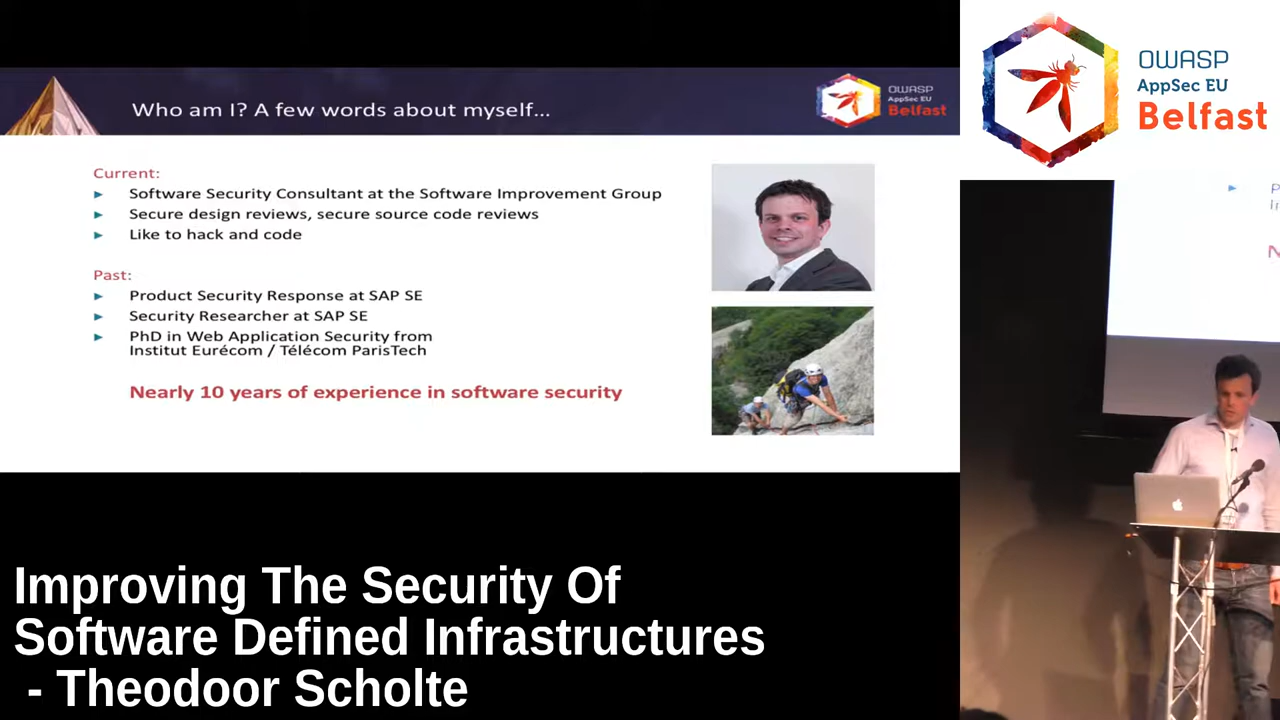 Who am I? A few words about myself...
OWASP
AppSec EU
Belfast
Current:
Software Security Consultant at the Software Improvement Group
Secure design reviews, secure source code reviews
Like to hack and code
Past:
Product Security Response at SAP SE
Security Researcher at SAP SE
PhD in Web Application Security from
Institut Eurécom / Télécom ParisTech
Nearly 10 years of experience in software security
OWASP
AppSec EU
Belfast
Improving The Security Of
Software Defined Infrastructures
- Theodoor Scholte